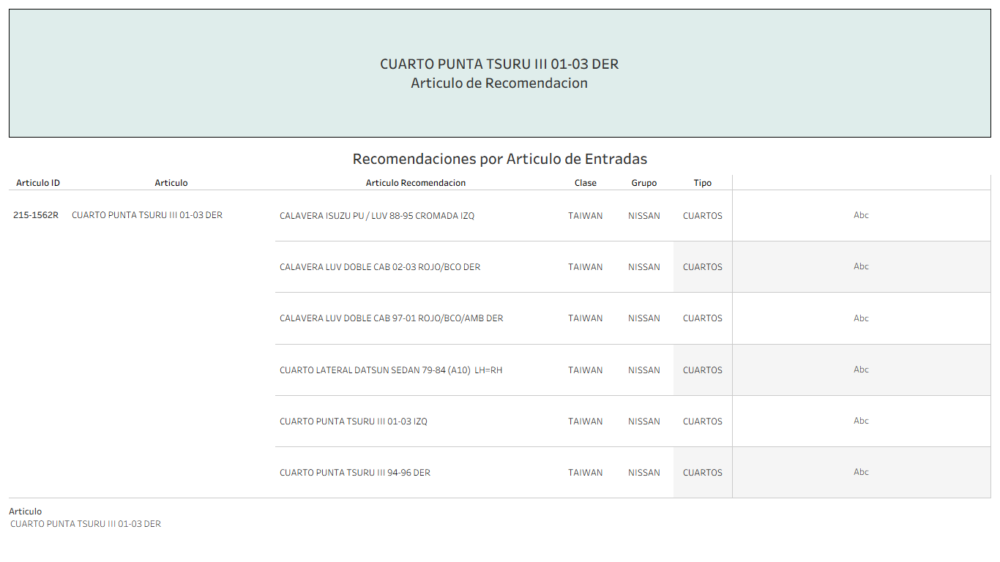 CUARTO PUNTA TSURU III 01-03 DER
Articulo de Recomendacion
Recomendaciones por Articulo de Entradas
Articulo ID Articulo Articulo Recomendacion Clase Grupo Tipo
215-1562R CUARTO PUNTA TSURU III 01-03 DER CALAVERA ISUZU PU / LUV 88-95 CROMADA IZQ TAIWAN NISSAN CUARTOS Abc
CALAVERA LUV DOBLE CAB 02-03 ROJO/BCO DER TAIWAN NISSAN CUARTOS Abc
CALAVERA LUV DOBLE CAB 97-01 ROJO/BCO/AMB DER TAIWAN NISSAN CUARTOS Abc
CUARTO LATERAL DATSUN SEDAN 79-84 (A10)  LH=RH TAIWAN NISSAN CUARTOS Abc
CUARTO PUNTA TSURU III 01-03 IZQ TAIWAN NISSAN CUARTOS Abc
CUARTO PUNTA TSURU III 94-96 DER TAIWAN NISSAN CUARTOS Abc
Articulo
CUARTO PUNTA TSURU III 01-03 DER